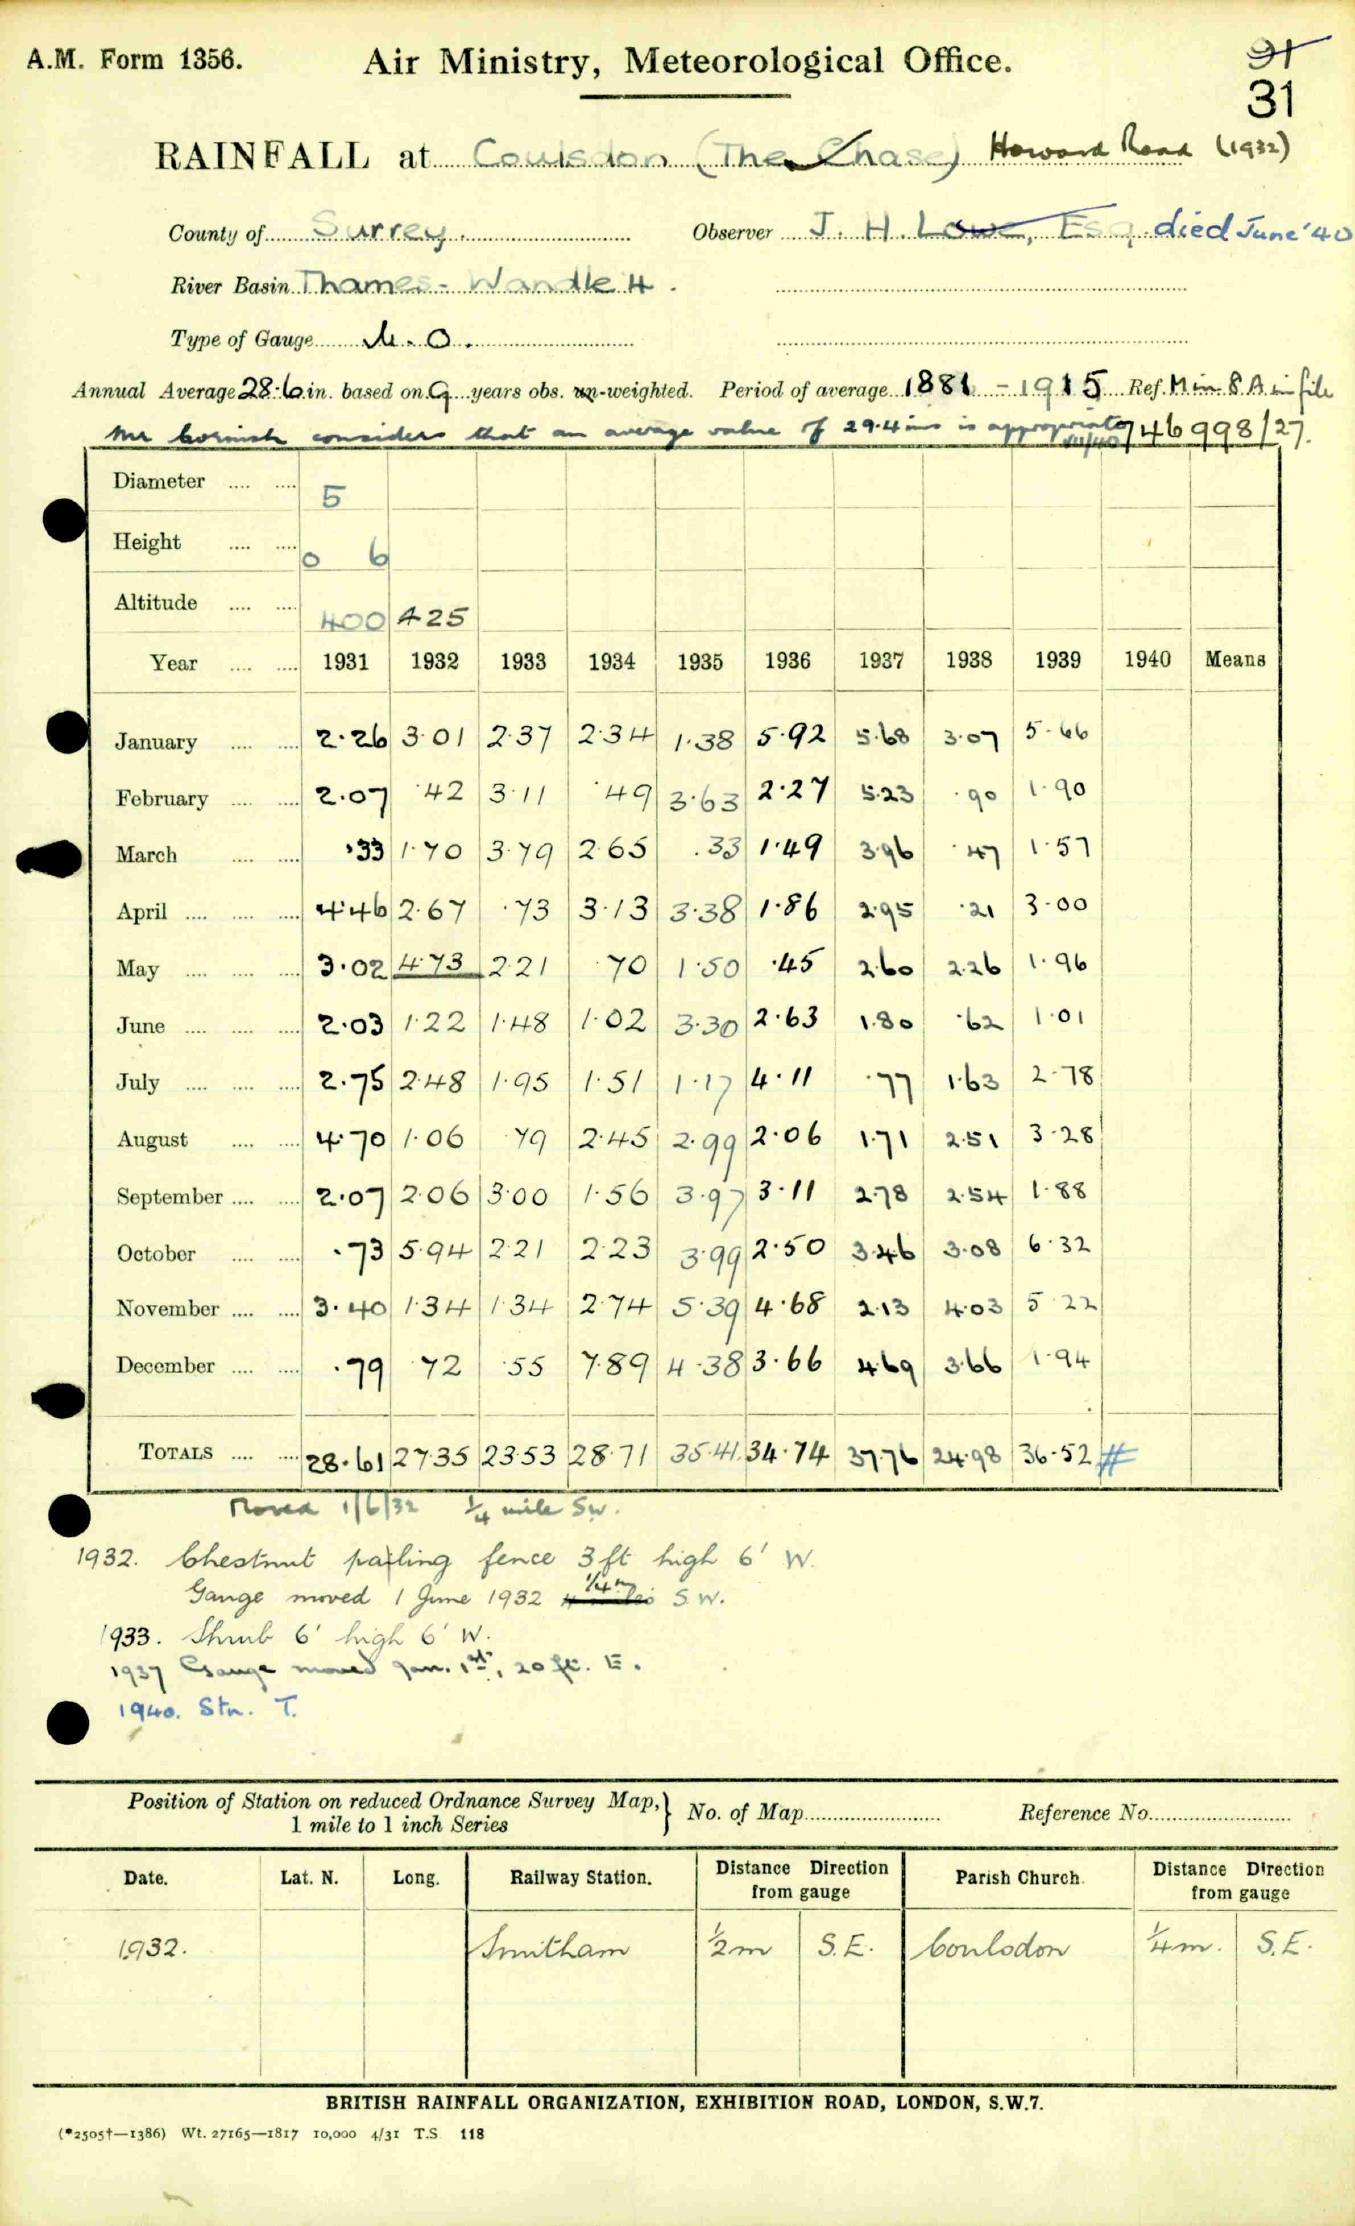 A.M. Form 1356. Air Ministry, Meteorological Office. 91
31
RAINFALL at Coulsdon (The Chase) Howard Road (1932)
County of Surrey. Observer J. H. Lowe, Esq. died June '40
River Basin Thames - Wandle 4.
Type of Gauge M.O.
Annual Average 28.6 in. based on 9 years obs. un-weighted. Period of average 1881 - 1915 Ref. Min. & A in file
Mr Cornish considers that an average value of 29.4 ins is appropriate 746998/27.
Diameter 5
Height 0 6
Altitude 400 425
Year 1931 1932 1933 1934 1935 1936 1937 1938 1939 1940 Means
January 2.26 3.01 2.37 2.34 1.38 5.92 5.68 3.07 5.66
February 2.07 .42 3.11 .49 3.63 2.27 5.23 .90 1.90
March .33 1.70 3.79 2.65 .33 1.49 3.96 .47 1.57
April 4.46 2.67 .73 3.13 3.38 1.86 2.95 .21 3.00
May 3.02 4.73 2.21 .70 1.50 .45 2.60 2.26 1.96
June 2.03 1.22 1.48 1.02 3.30 2.63 1.80 .62 1.01
July 2.75 2.48 1.95 1.51 1.17 4.11 .77 1.63 2.78
August 4.70 1.06 .79 2.45 2.99 2.06 1.71 2.51 3.28
September 2.07 2.06 3.00 1.56 3.97 3.11 2.78 2.54 1.88
October .73 5.94 2.21 2.23 3.99 2.50 3.46 3.08 6.32
November 3.40 1.34 1.34 2.74 5.39 4.68 2.13 4.03 5.22
December .79 .72 .55 7.89 4.38 3.66 4.69 3.66 1.94
TOTALS 28.61 27.35 23.53 28.71 35.41 34.74 37.76 24.98 36.52 #
Moved 1/6/32 1/4 mile SW.
1932. Chestnut pailing fence 3 ft high 6' W.
Gauge moved 1 June 1932 1/4 m S.W.
1933. Shrub 6' high 6' W.
1937 Gauge moved Jan. 1st, 20 ft. E.
1940. Stn. T.
Position of Station on reduced Ordnance Survey Map, 1 mile to 1 inch Series } No. of Map Reference No.
Date. Lat. N. Long. Railway Station. Distance Direction from gauge Parish Church. Distance Direction from gauge
1932. Smitham 1/2 m S.E. Coulsdon 1/4 m. S.E.
BRITISH RAINFALL ORGANIZATION, EXHIBITION ROAD, LONDON, S.W.7.
(*2505†—1386) Wt. 27165—1817 10,000 4/31 T.S 118